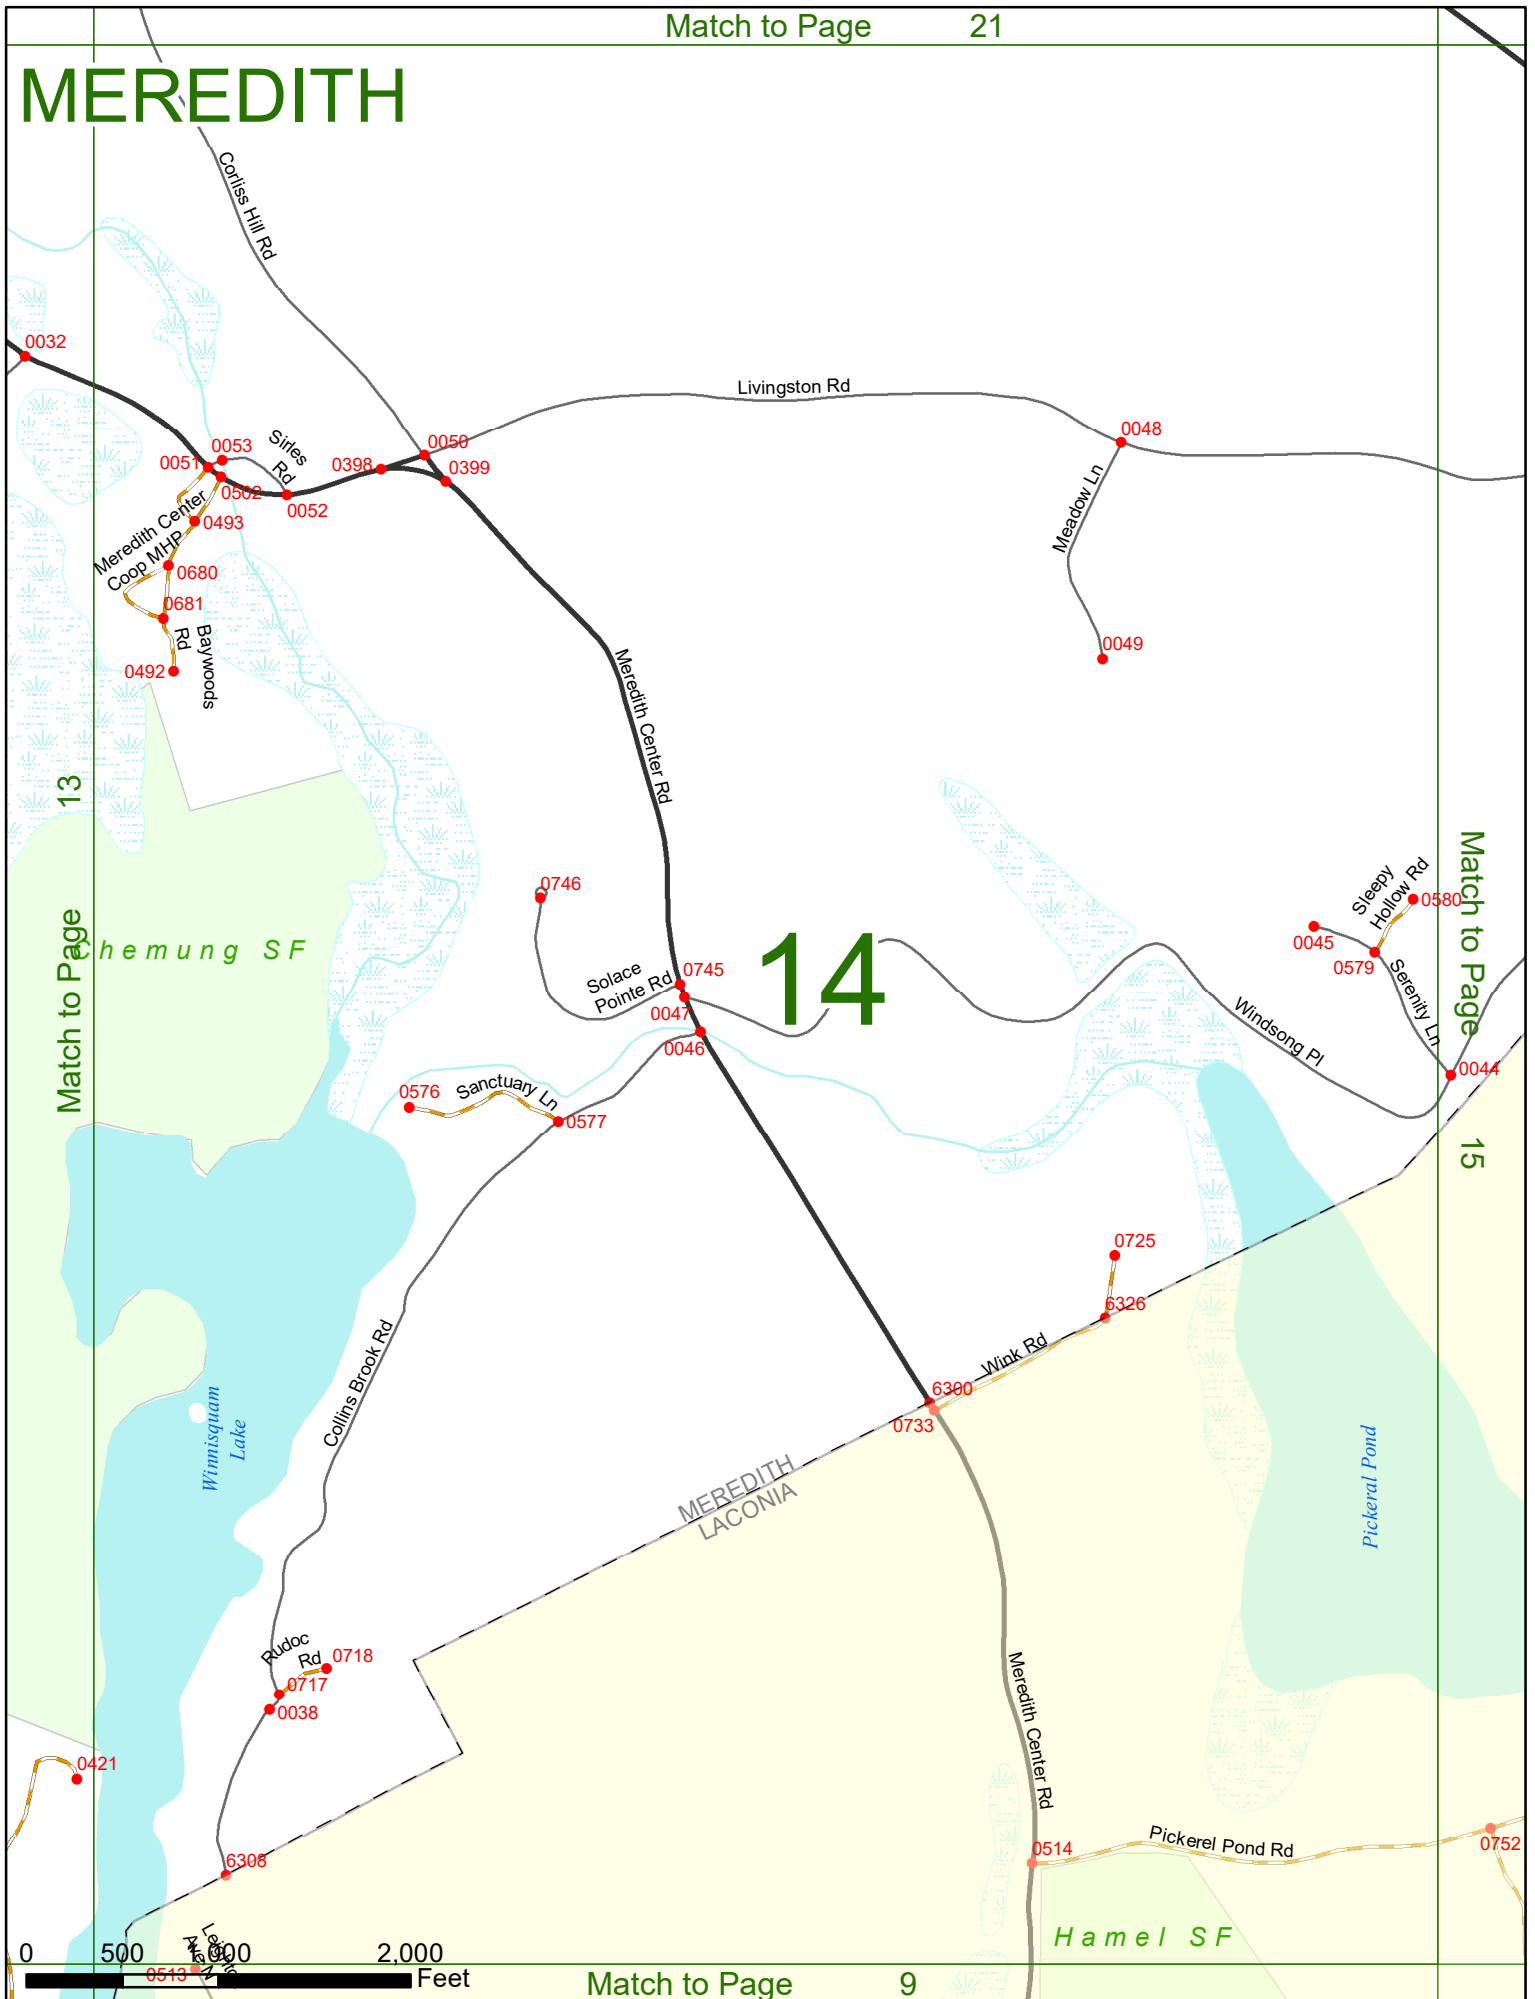 Match to Page 21
MEREDITH
Corliss Hill Rd
0032
Livingston Rd
0048
0050
0053
Sirles
Rd
0051
0398
0399
0502
0052
Meadow Ln
0493
Meredith Center
Coop MHP
0680
0681
Baywoods
Rd
0049
0492
Meredith Center Rd
Match to Page 13
Match to Page 15
Sleepy
Hollow Rd
0746
0580
0045
14
Chemung SF
0579
Serenity Ln
Solace
Pointe Rd
0745
0047
Windsong Pl
0046
0044
0576
Sanctuary Ln
0577
0725
6326
Collins Brook Rd
Wink Rd
6300
0733
Winnisquam
Lake
MEREDITH
LACONIA
Pickeral Pond
Rudoc
Rd
0718
0717
0038
Meredith Center Rd
0421
Pickerel Pond Rd
0752
0514
6308
Hamel SF
Ave N
0513
0 500 1,000 2,000
Feet
Match to Page 9